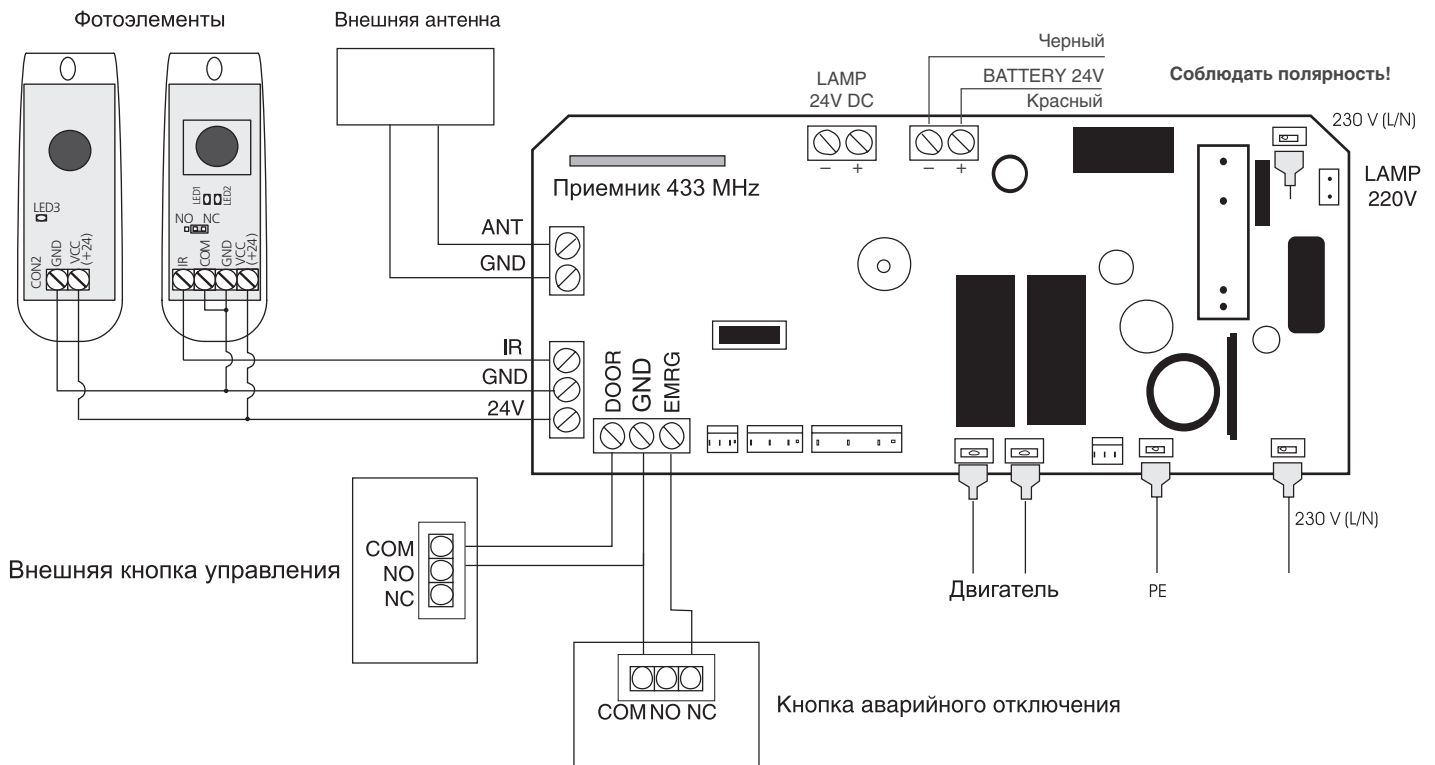 Фотоэлементы
Внешняя антенна
Черный
BATTERY 24V
Красный
Соблюдать полярность!
LAMP
24V DC
230 V (L/N)
LAMP
220V
– +
– +
Приемник 433 MHz
LED3
LED1
LED2
NO NC
CON2
GND
VCC
(+24)
IR
COM
GND
VCC
(+24)
ANT
GND
IR
GND
24V
DOOR
GND
EMRG
230 V (L/N)
COM
NO
NC
Внешняя кнопка управления
Двигатель
PE
COM NO NC
Кнопка аварийного отключения